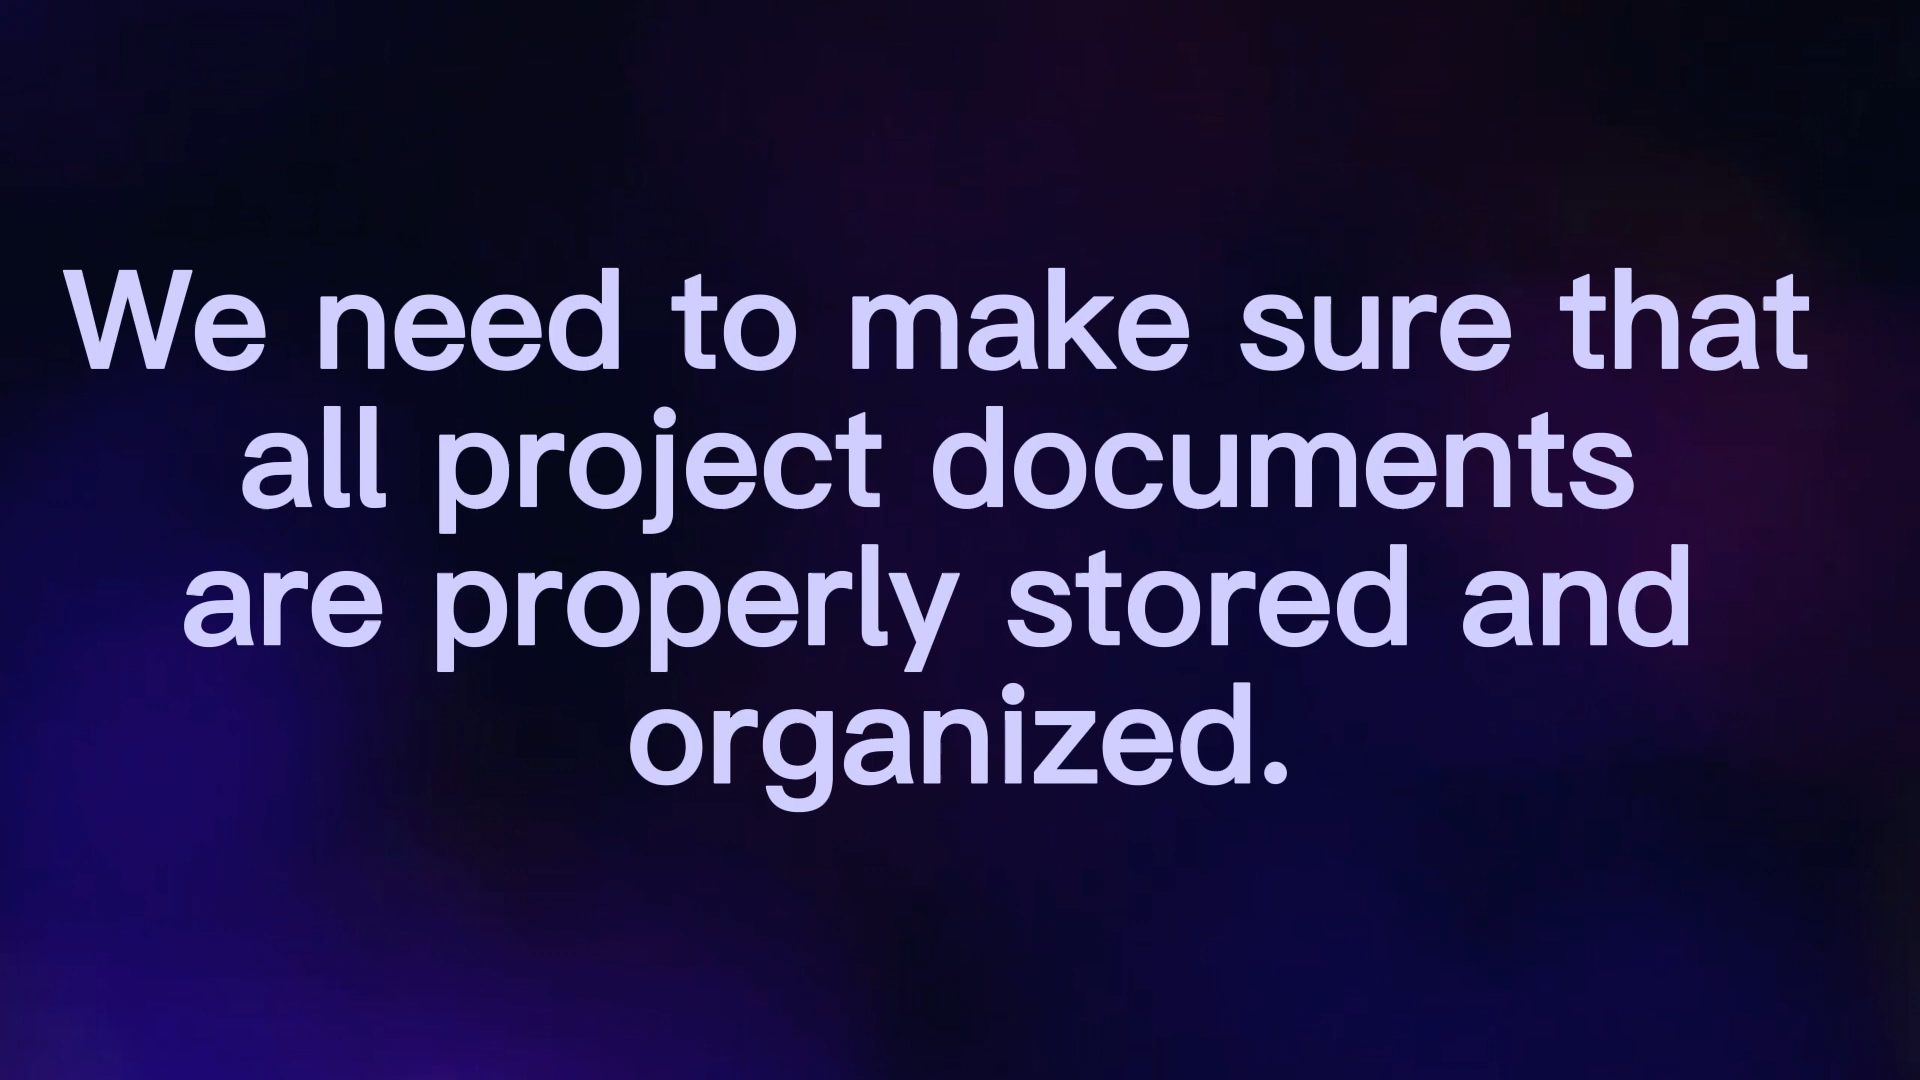 We need to make sure that
all project documents
are properly stored and
organized.